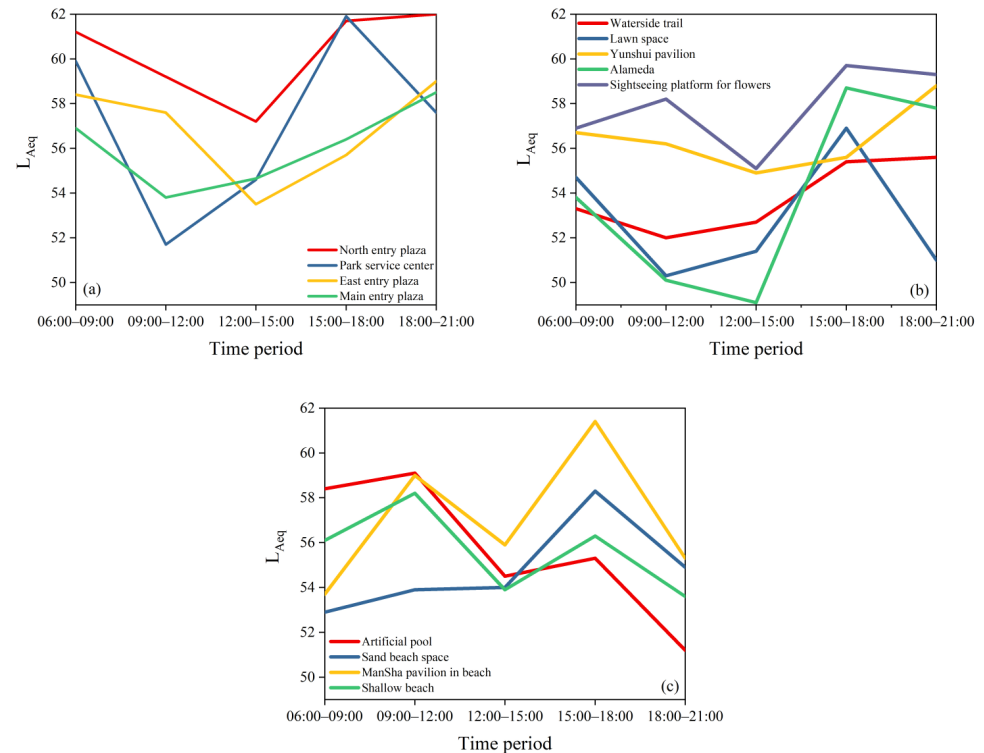 62
60
58
56
54
52
50
L_Aeq
North entry plaza
Park service center
East entry plaza
Main entry plaza
(a)
06:00–09:00 09:00–12:00 12:00–15:00 15:00–18:00 18:00–21:00
Time period
62
60
58
56
54
52
50
L_Aeq
Waterside trail
Lawn space
Yunshui pavilion
Alameda
Sightseeing platform for flowers
(b)
06:00–09:00 09:00–12:00 12:00–15:00 15:00–18:00 18:00–21:00
Time period
62
60
58
56
54
52
50
L_Aeq
Artificial pool
Sand beach space
ManSha pavilion in beach
Shallow beach
(c)
06:00–09:00 09:00–12:00 12:00–15:00 15:00–18:00 18:00–21:00
Time period